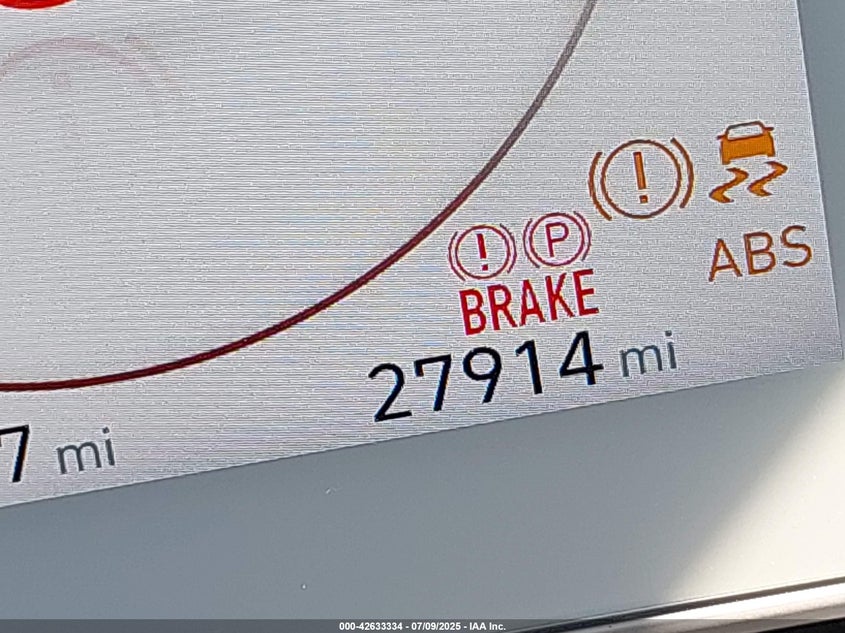 ABS
! P
BRAKE
27914 mi
7 mi
000-42633334 - 07/09/2025 - IAA Inc.